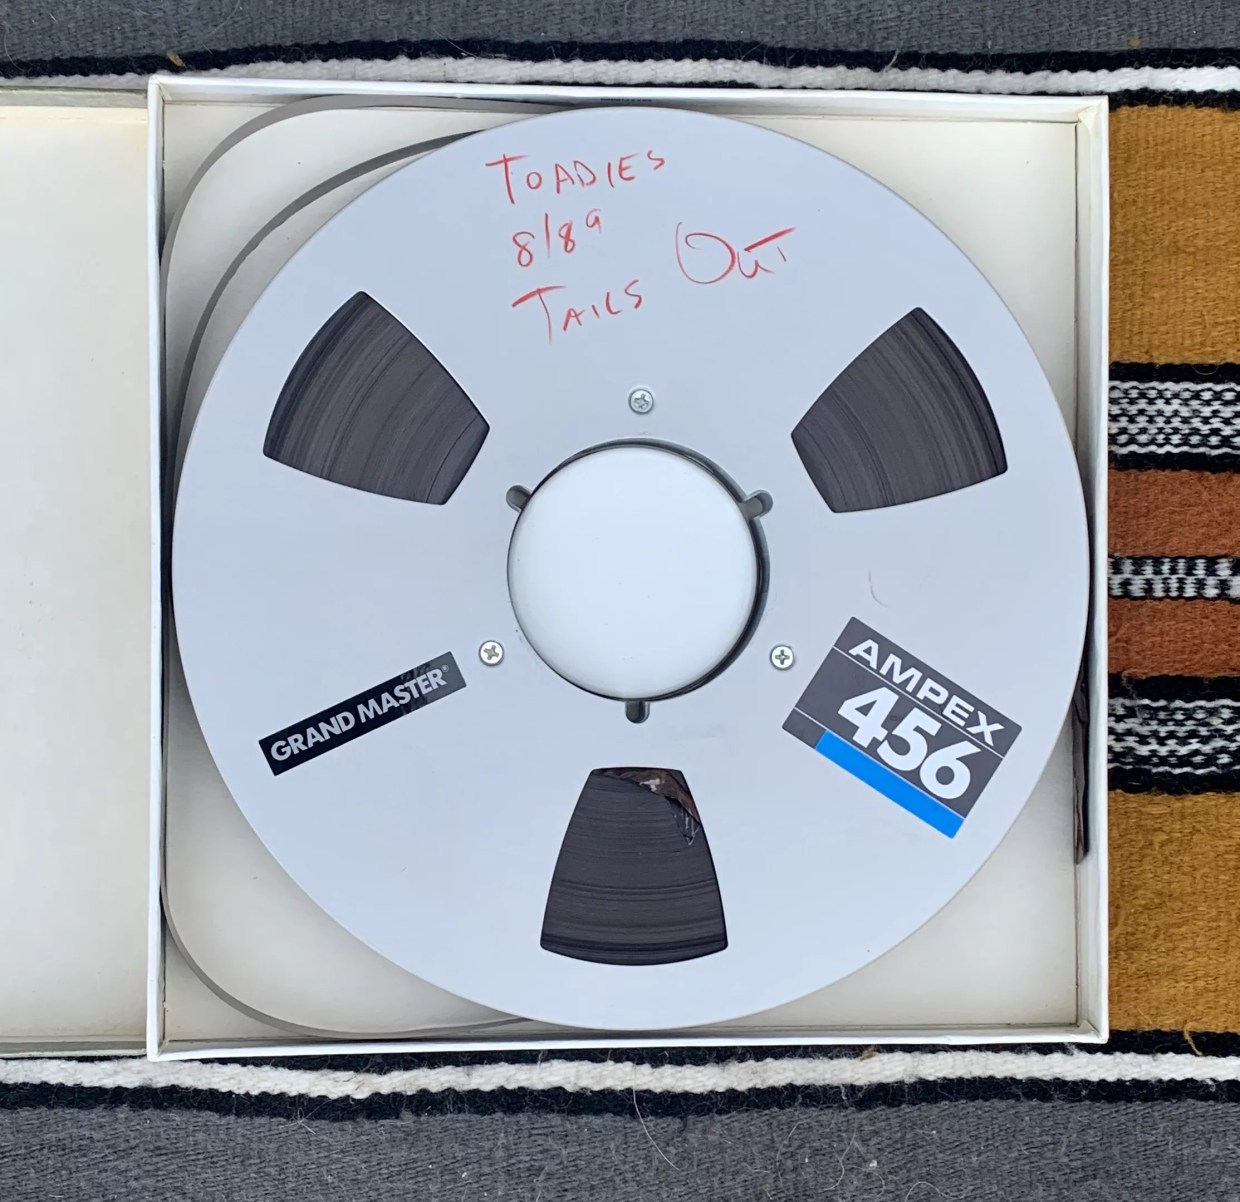 TOADIES
8/89
TAILS OUT
GRAND MASTER®
AMPEX
456